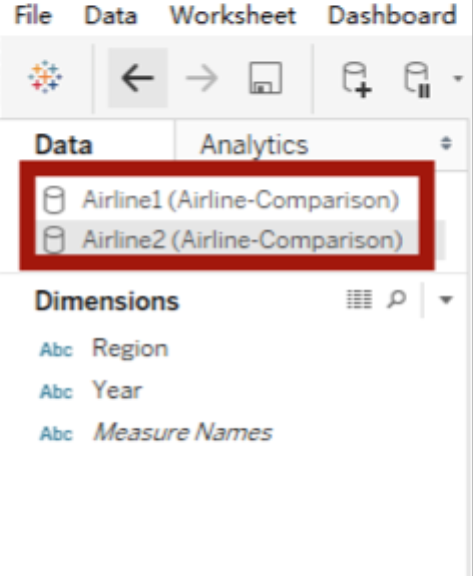 File Data Worksheet Dashboard
Data Analytics
Airline1 (Airline-Comparison)
Airline2 (Airline-Comparison)
Dimensions
Abc Region
Abc Year
Abc Measure Names